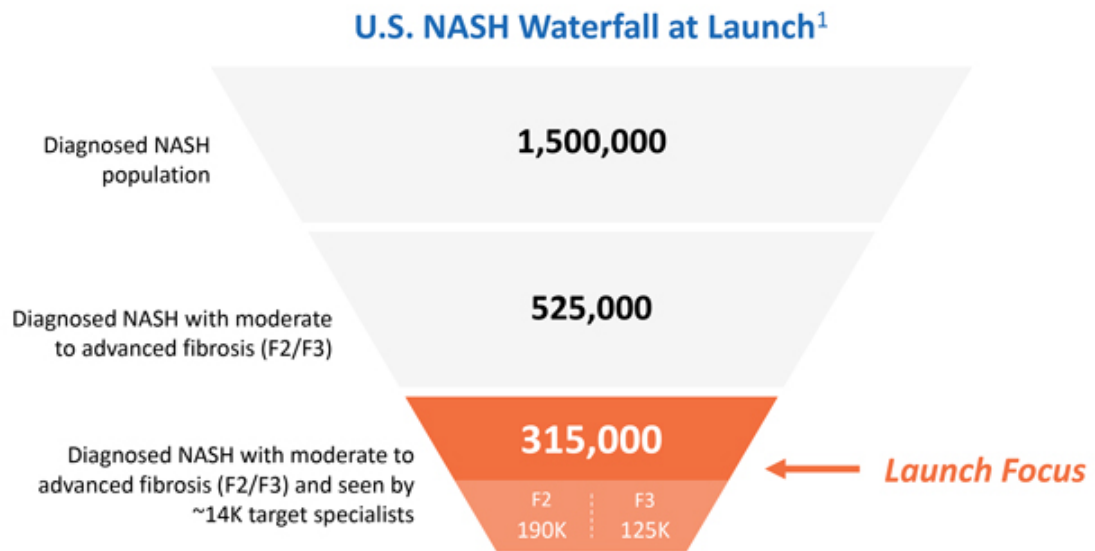 U.S. NASH Waterfall at Launch1
Diagnosed NASH
population
1,500,000
Diagnosed NASH with moderate
to advanced fibrosis (F2/F3)
525,000
Diagnosed NASH with moderate to
advanced fibrosis (F2/F3) and seen by
~14K target specialists
315,000
F2
190K
F3
125K
Launch Focus